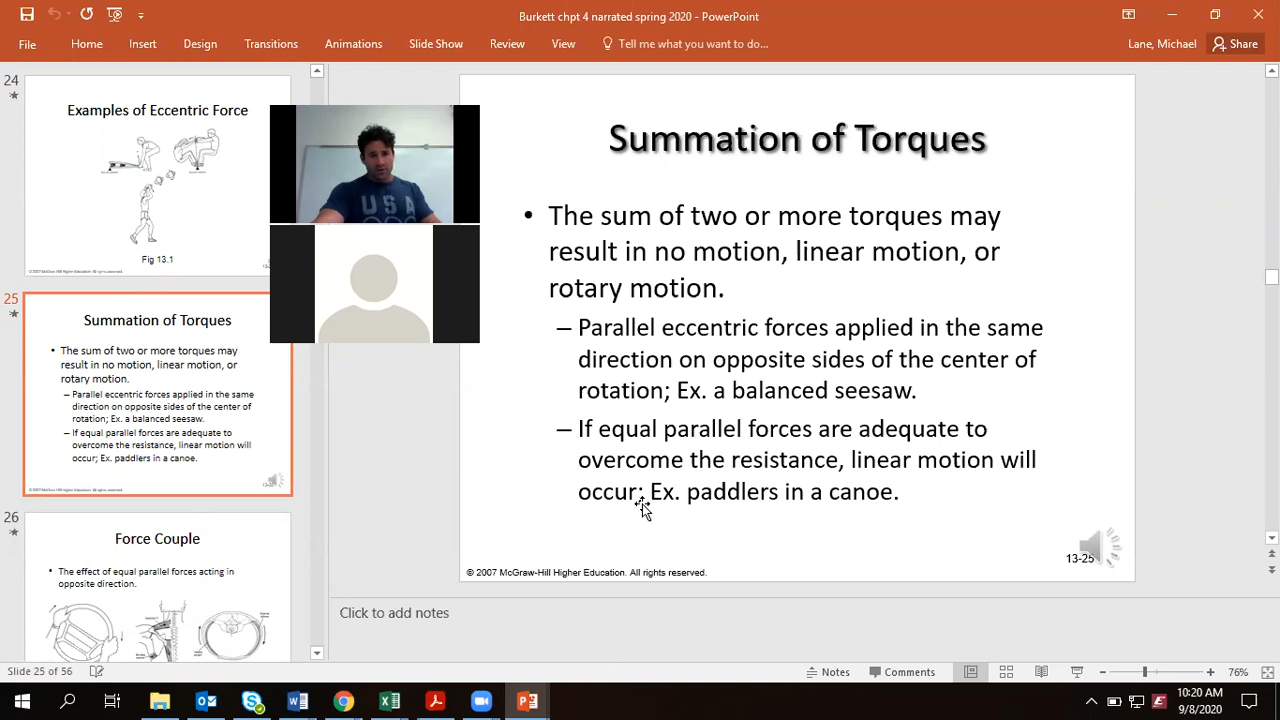 Burkett chpt 4 narrated spring 2020 - PowerPoint
File Home Insert Design Transitions Animations Slide Show Review View Tell me what you want to do... Lane, Michael Share
24
Examples of Eccentric Force
Fig 13.1
25
Summation of Torques
• The sum of two or more torques may
result in no motion, linear motion, or
rotary motion.
– Parallel eccentric forces applied in the same
direction on opposite sides of the center of
rotation; Ex. a balanced seesaw.
– If equal parallel forces are adequate to
overcome the resistance, linear motion will
occur; Ex. paddlers in a canoe.
26
Force Couple
• The effect of equal parallel forces acting in
opposite direction.
USA
Summation of Torques
• The sum of two or more torques may
result in no motion, linear motion, or
rotary motion.
– Parallel eccentric forces applied in the same
direction on opposite sides of the center of
rotation; Ex. a balanced seesaw.
– If equal parallel forces are adequate to
overcome the resistance, linear motion will
occur; Ex. paddlers in a canoe.
13-25
© 2007 McGraw-Hill Higher Education. All rights reserved.
Click to add notes
Slide 25 of 56 Notes Comments 76%
10:20 AM
9/8/2020